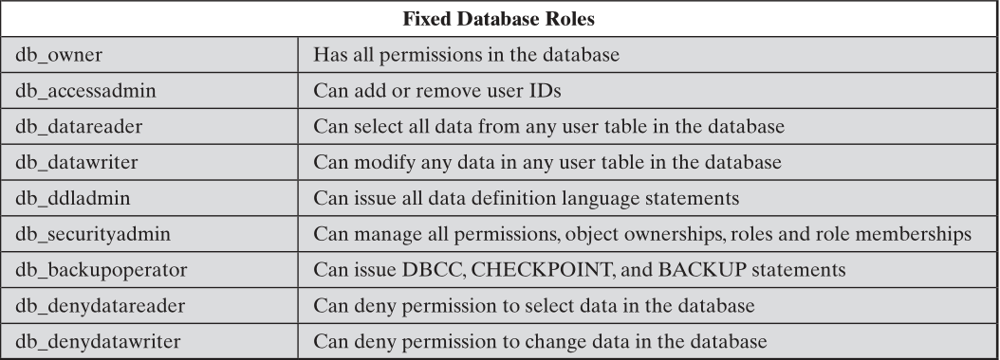 Fixed Database Roles
db_owner Has all permissions in the database
db_accessadmin Can add or remove user IDs
db_datareader Can select all data from any user table in the database
db_datawriter Can modify any data in any user table in the database
db_ddladmin Can issue all data definition language statements
db_securityadmin Can manage all permissions, object ownerships, roles and role memberships
db_backupoperator Can issue DBCC, CHECKPOINT, and BACKUP statements
db_denydatareader Can deny permission to select data in the database
db_denydatawriter Can deny permission to change data in the database